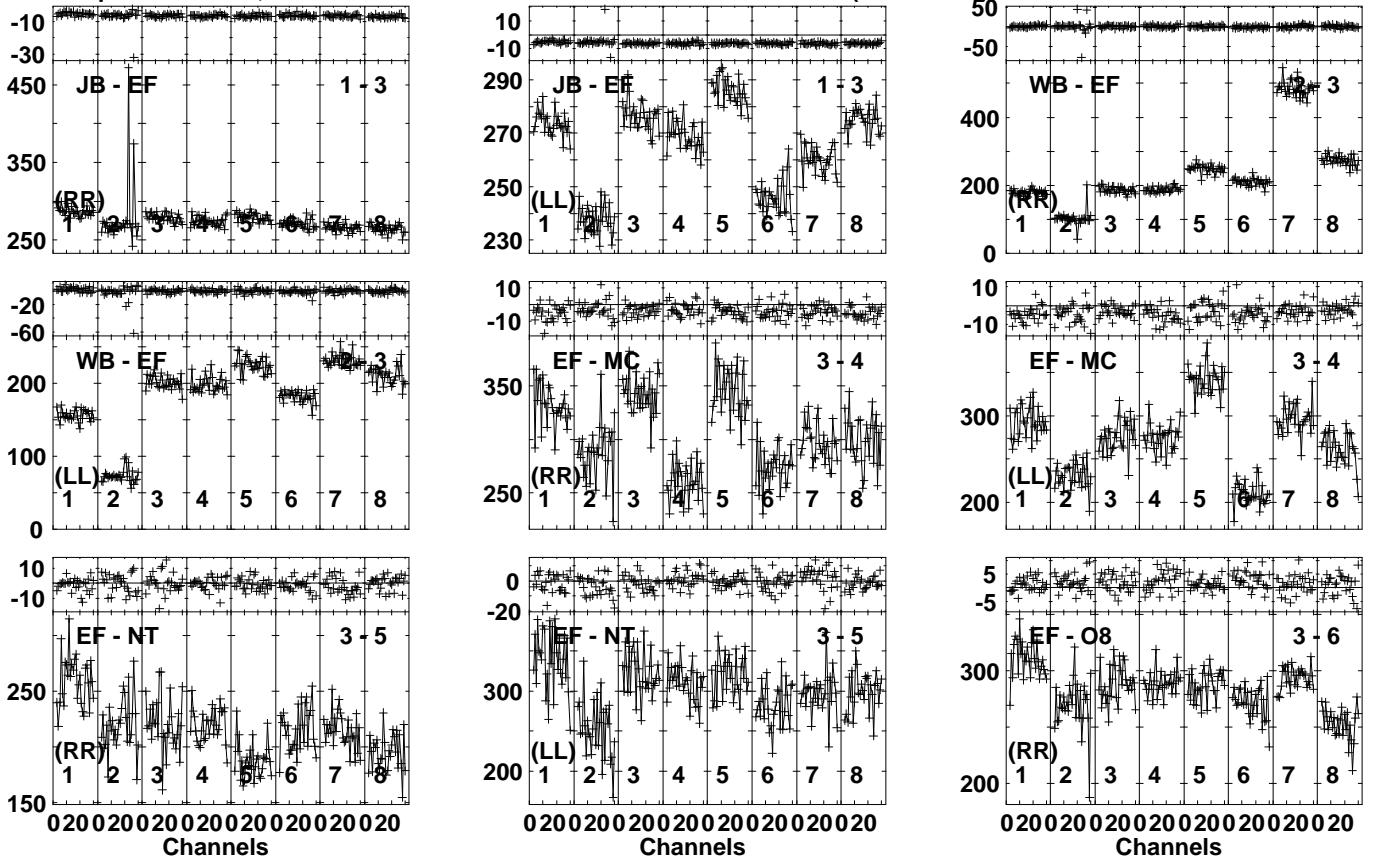 -10 10 50
-30 -10 -50
JB - EF 1 - 3 JB - EF 1 - 3 WB - EF 2 - 3
450 290 400
350 270 200
(RR) 250 (LL) 0
250 230 (RR)
1 2 3 4 5 6 7 8 1 2 3 4 5 6 7 8 1 2 3 4 5 6 7 8
-20 10 10
-60 -10 -10
WB - EF 2 - 3 EF - MC 3 - 4 EF - MC 3 - 4
200 350 300
100 250 200
0
(LL) (RR) (LL)
1 2 3 4 5 6 7 8 1 2 3 4 5 6 7 8 1 2 3 4 5 6 7 8
10 0 5
-10 -20 -5
EF - NT 3 - 5 EF - NT 3 - 5 EF - O8 3 - 6
250 300 300
150 200 200
(RR) (LL) (RR)
1 2 3 4 5 6 7 8 1 2 3 4 5 6 7 8 1 2 3 4 5 6 7 8
0 20 0 20 0 20 0 20 0 20 0 20 0 20 0 20 0 20 0 20 0 20 0 20 0 20 0 20 0 20 0 20 0 20 0 20 0 20 0 20 0 20 0 20 0 20 0 20
Channels Channels Channels